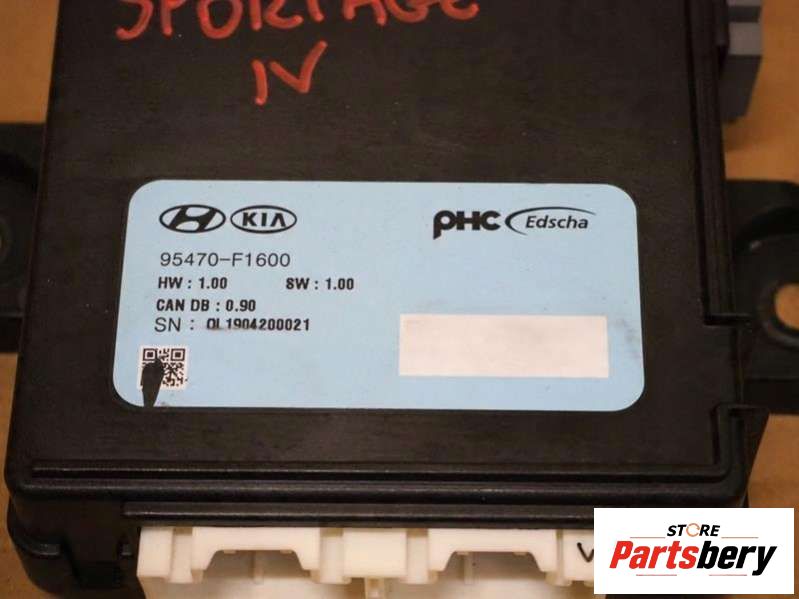 SPORTAGE
IV
KIA
PHC Edscha
95470-F1600
HW : 1.00 SW : 1.00
CAN DB : 0.90
SN : QL1904200021
STORE
Partsbery